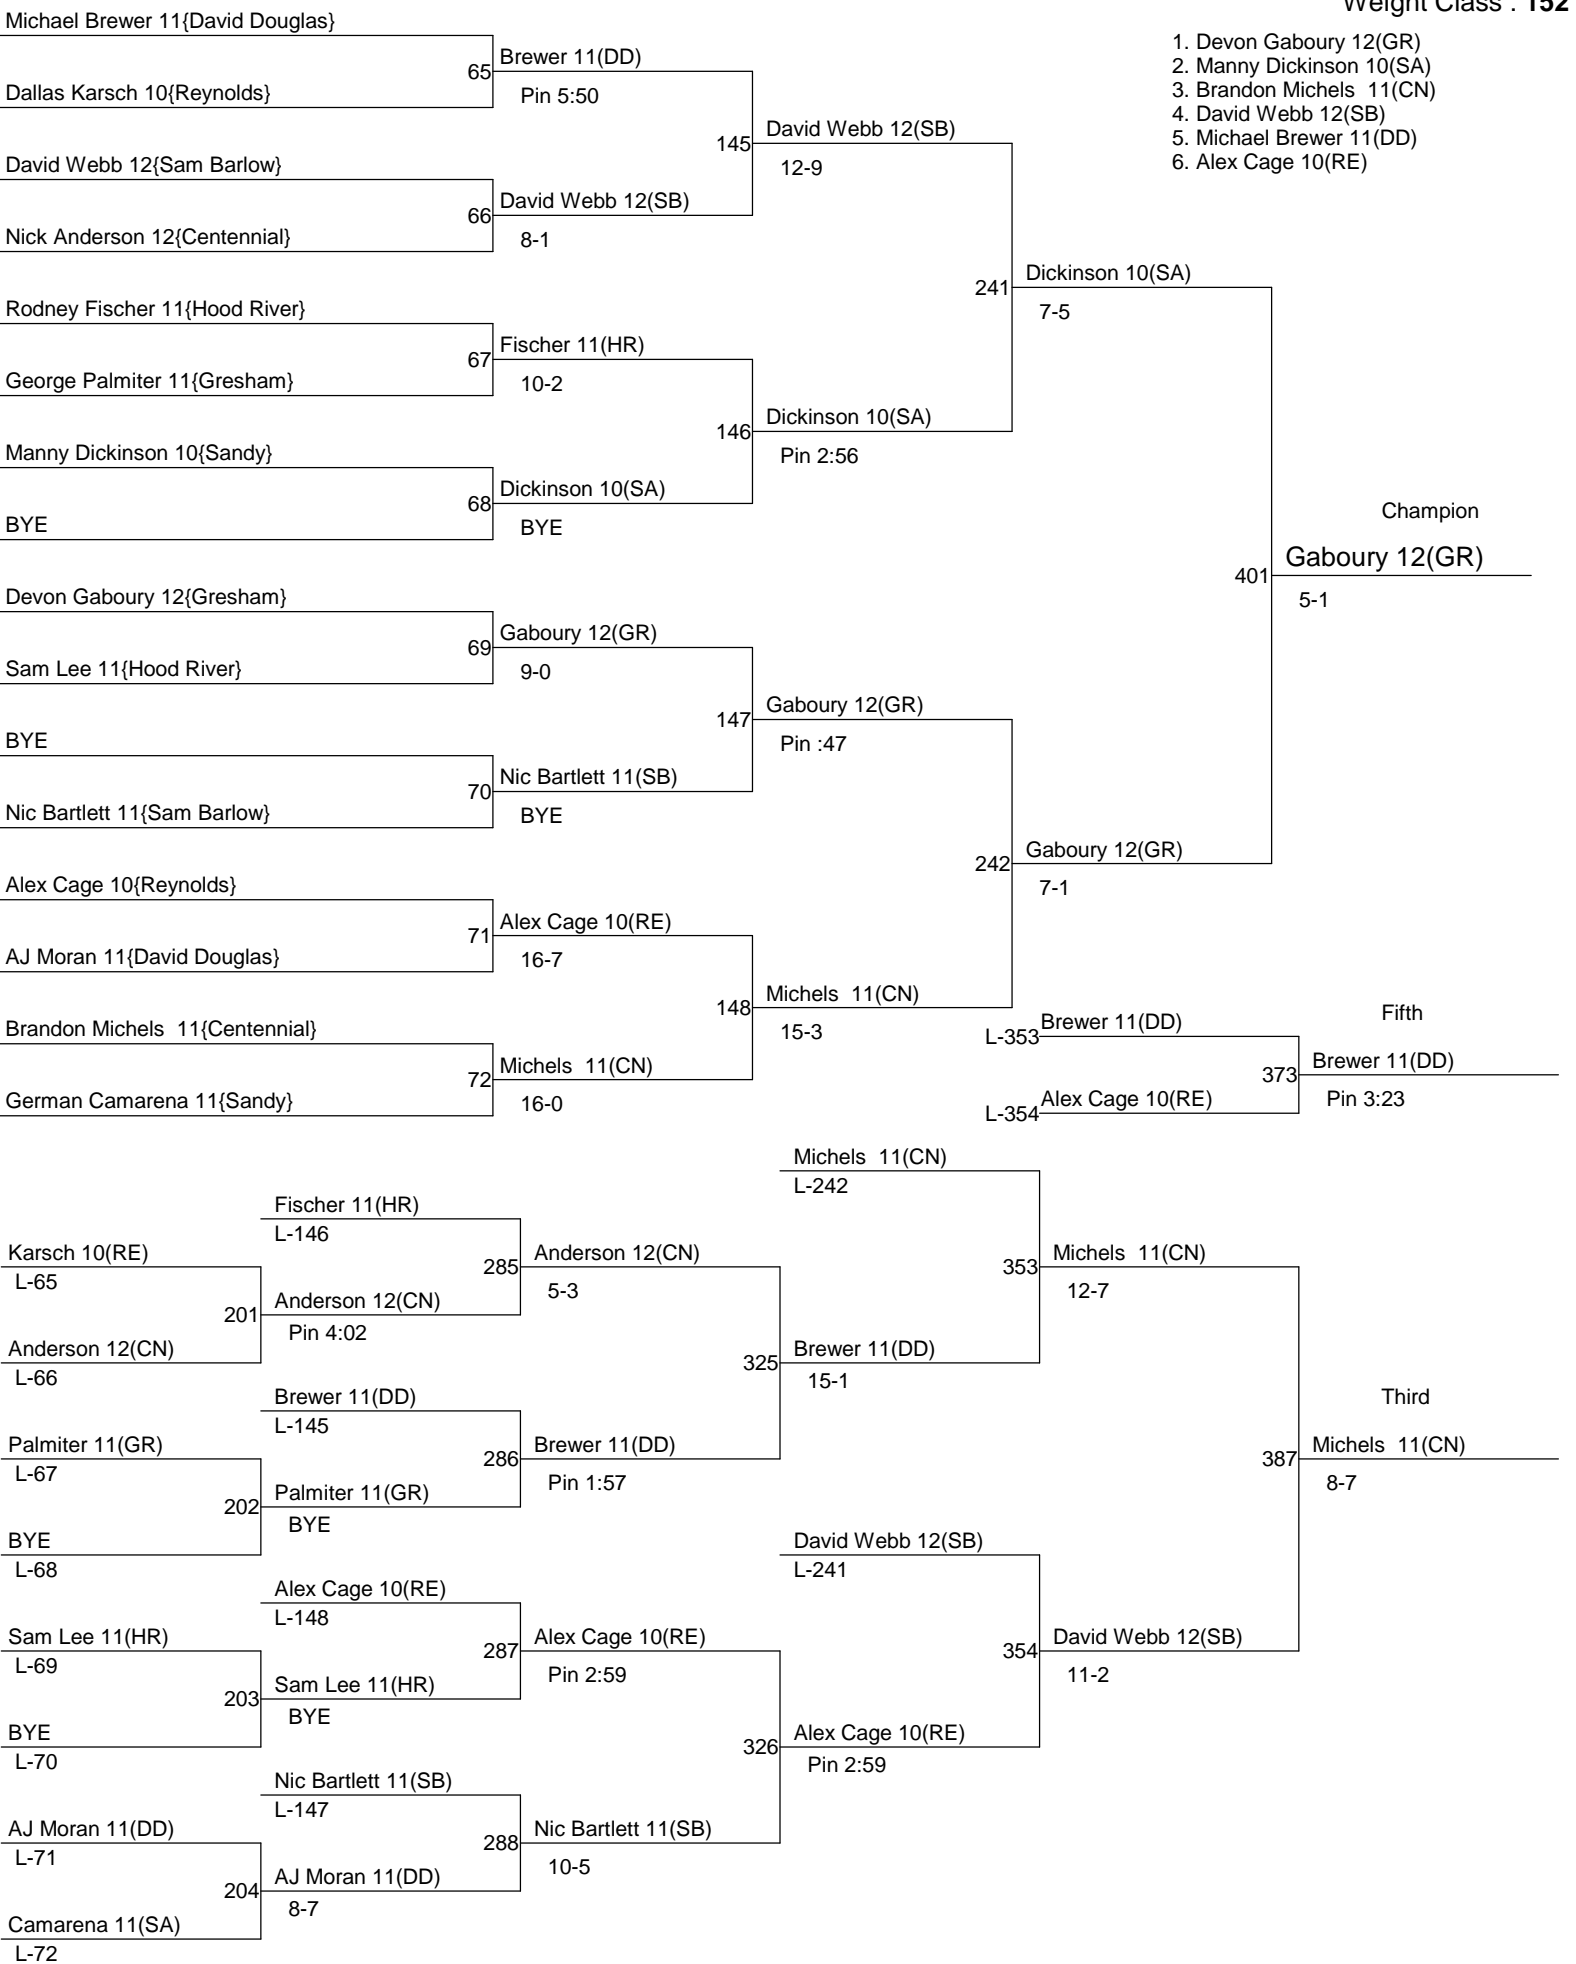 Weight Class : 152
1. Devon Gaboury 12(GR)
2. Manny Dickinson 10(SA)
3. Brandon Michels 11(CN)
4. David Webb 12(SB)
5. Michael Brewer 11(DD)
6. Alex Cage 10(RE)
Michael Brewer 11{David Douglas}
65
Brewer 11(DD)
Pin 5:50
Dallas Karsch 10{Reynolds}
145
David Webb 12(SB)
12-9
David Webb 12{Sam Barlow}
66
David Webb 12(SB)
8-1
Nick Anderson 12{Centennial}
241
Dickinson 10(SA)
7-5
Rodney Fischer 11{Hood River}
67
Fischer 11(HR)
10-2
George Palmiter 11{Gresham}
146
Dickinson 10(SA)
Pin 2:56
Manny Dickinson 10{Sandy}
68
Dickinson 10(SA)
BYE
BYE
Champion
401
Gaboury 12(GR)
5-1
Devon Gaboury 12{Gresham}
69
Gaboury 12(GR)
9-0
Sam Lee 11{Hood River}
147
Gaboury 12(GR)
Pin :47
BYE
70
Nic Bartlett 11(SB)
BYE
Nic Bartlett 11{Sam Barlow}
242
Gaboury 12(GR)
7-1
Alex Cage 10{Reynolds}
71
Alex Cage 10(RE)
16-7
AJ Moran 11{David Douglas}
148
Michels 11(CN)
15-3
Brandon Michels 11{Centennial}
72
Michels 11(CN)
16-0
German Camarena 11{Sandy}
Fifth
L-353
Brewer 11(DD)
373
Brewer 11(DD)
Pin 3:23
L-354
Alex Cage 10(RE)
Michels 11(CN)
L-242
Fischer 11(HR)
L-146
Karsch 10(RE)
L-65
285
Anderson 12(CN)
5-3
353
Michels 11(CN)
12-7
201
Anderson 12(CN)
Pin 4:02
Anderson 12(CN)
L-66
325
Brewer 11(DD)
15-1
Brewer 11(DD)
L-145
Third
Palmiter 11(GR)
L-67
286
Brewer 11(DD)
Pin 1:57
387
Michels 11(CN)
8-7
202
Palmiter 11(GR)
BYE
BYE
L-68
David Webb 12(SB)
L-241
Alex Cage 10(RE)
L-148
Sam Lee 11(HR)
L-69
287
Alex Cage 10(RE)
Pin 2:59
354
David Webb 12(SB)
11-2
203
Sam Lee 11(HR)
BYE
BYE
L-70
326
Alex Cage 10(RE)
Pin 2:59
Nic Bartlett 11(SB)
L-147
AJ Moran 11(DD)
L-71
288
Nic Bartlett 11(SB)
10-5
204
AJ Moran 11(DD)
8-7
Camarena 11(SA)
L-72